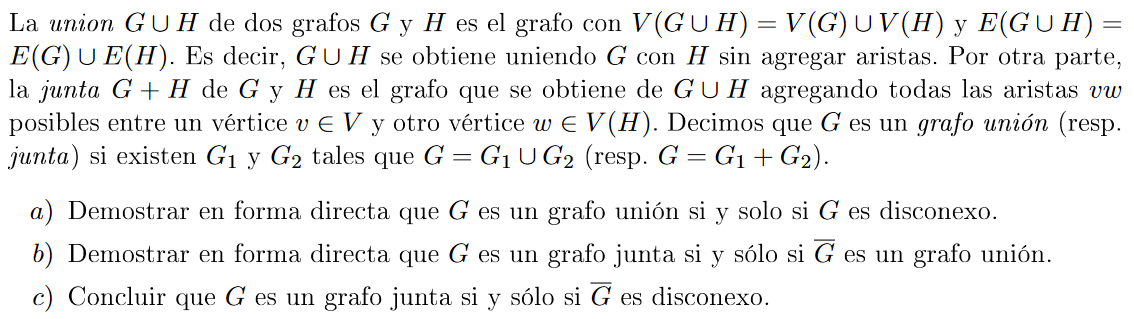 La union G ∪ H de dos grafos G y H es el grafo con V(G ∪ H) = V(G) ∪ V(H) y E(G ∪ H) =
E(G) ∪ E(H). Es decir, G ∪ H se obtiene uniendo G con H sin agregar aristas. Por otra parte,
la junta G + H de G y H es el grafo que se obtiene de G ∪ H agregando todas las aristas vw
posibles entre un vértice v ∈ V y otro vértice w ∈ V(H). Decimos que G es un grafo unión (resp.
junta) si existen G₁ y G₂ tales que G = G₁ ∪ G₂ (resp. G = G₁ + G₂).
a) Demostrar en forma directa que G es un grafo unión si y solo si G es disconexo.
b) Demostrar en forma directa que G es un grafo junta si y sólo si G̅ es un grafo unión.
c) Concluir que G es un grafo junta si y sólo si G̅ es disconexo.